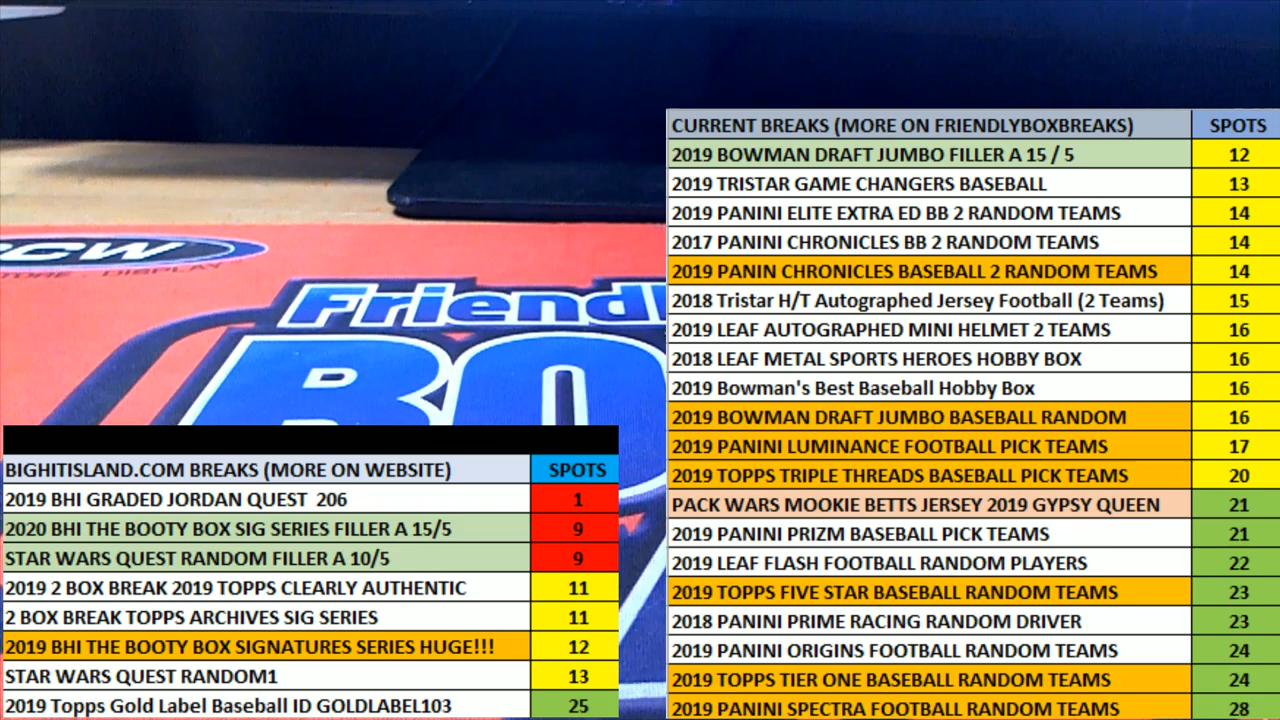 CURRENT BREAKS (MORE ON FRIENDLYBOXBREAKS) SPOTS
2019 BOWMAN DRAFT JUMBO FILLER A 15 / 5 12
2019 TRISTAR GAME CHANGERS BASEBALL 13
2019 PANINI ELITE EXTRA ED BB 2 RANDOM TEAMS 14
2017 PANINI CHRONICLES BB 2 RANDOM TEAMS 14
2019 PANIN CHRONICLES BASEBALL 2 RANDOM TEAMS 14
2018 Tristar H/T Autographed Jersey Football (2 Teams) 15
2019 LEAF AUTOGRAPHED MINI HELMET 2 TEAMS 16
2018 LEAF METAL SPORTS HEROES HOBBY BOX 16
2019 Bowman's Best Baseball Hobby Box 16
2019 BOWMAN DRAFT JUMBO BASEBALL RANDOM 16
2019 PANINI LUMINANCE FOOTBALL PICK TEAMS 17
2019 TOPPS TRIPLE THREADS BASEBALL PICK TEAMS 20
PACK WARS MOOKIE BETTS JERSEY 2019 GYPSY QUEEN 21
2019 PANINI PRIZM BASEBALL PICK TEAMS 21
2019 LEAF FLASH FOOTBALL RANDOM PLAYERS 22
2019 TOPPS FIVE STAR BASEBALL RANDOM TEAMS 23
2018 PANINI PRIME RACING RANDOM DRIVER 23
2019 PANINI ORIGINS FOOTBALL RANDOM TEAMS 24
2019 TOPPS TIER ONE BASEBALL RANDOM TEAMS 24
2019 PANINI SPECTRA FOOTBALL RANDOM TEAMS 28
CW
DISPLAY
Friendl
BO
BIGHITISLAND.COM BREAKS (MORE ON WEBSITE) SPOTS
2019 BHI GRADED JORDAN QUEST 206 1
2020 BHI THE BOOTY BOX SIG SERIES FILLER A 15/5 9
STAR WARS QUEST RANDOM FILLER A 10/5 9
2019 2 BOX BREAK 2019 TOPPS CLEARLY AUTHENTIC 11
2 BOX BREAK TOPPS ARCHIVES SIG SERIES 11
2019 BHI THE BOOTY BOX SIGNATURES SERIES HUGE!!! 12
STAR WARS QUEST RANDOM1 13
2019 Topps Gold Label Baseball ID GOLDLABEL103 25